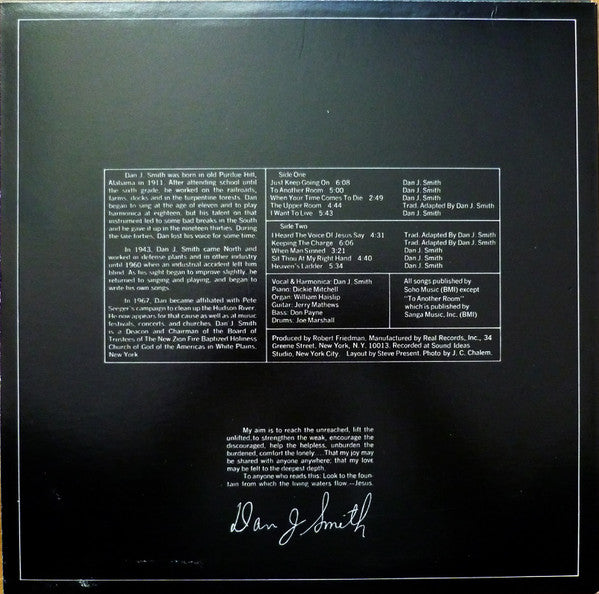 Dan J. Smith was born in old Purdue Hill,
Alabama in 1911. After attending school until
the sixth grade, he worked on the railroads,
farms, docks and in the turpentine forests. Dan
began to sing at the age of eleven and to play
harmonica at eighteen, but his talent on that
instrument led to some bad breaks in the South
and he gave it up in the nineteen thirties. During
the late forties, Dan lost his voice for some time.
In 1943, Dan J. Smith came North and
worked in defense plants and in other industry
until 1960 when an industrial accident left him
blind. As his sight began to improve slightly, he
returned to singing and playing, and began to
write his own songs.
In 1967, Dan became affiliated with Pete
Seeger's campaign to clean up the Hudson River.
He now appears for that cause as well as at music
festivals, concerts, and churches. Dan J. Smith
is a Deacon and Chairman of the Board of
Trustees of The New Zion Fire Baptized Holiness
Church of God of the Americas in White Plains,
New York
Side One
Just Keep Going On 6:08 Dan J. Smith
To Another Room 5:00 Dan J. Smith
When Your Time Comes To Die 2:49 Dan J. Smith
The Upper Room 4:44 Trad. Adapted By Dan J. Smith
I Want To Live 5:43 Dan J. Smith
Side Two
I Heard The Voice Of Jesus Say 4:31 Trad. Adapted By Dan J. Smith
Keeping The Charge 6:06 Trad. Adapted By Dan J. Smith
When Man Sinned 3:11 Dan J. Smith
Sit Thou At My Right Hand 4:40 Trad. Adapted By Dan J. Smith
Heaven's Ladder 5:34 Dan J. Smith
Vocal & Harmonica: Dan J. Smith
Piano: Dickie Mitchell
Organ: William Haislip
Guitar: Jerry Mathews
Bass: Don Payne
Drums: Joe Marshall
All songs published by
Soho Music (BMI) except
"To Another Room"
which is published by
Sanga Music, Inc. (BMI)
Produced by Robert Friedman, Manufactured by Real Records, Inc., 34
Greene Street, New York, N.Y. 10013. Recorded at Sound Ideas
Studio, New York City. Layout by Steve Present. Photo by J. C. Chalem.
My aim is to reach the unreached, lift the
unlifted, to strengthen the weak, encourage the
discouraged, help the helpless, unburden the
burdened, comfort the lonely. . . .That my joy may
be shared with anyone anywhere; that my love
may be felt to the deepest depth.
To anyone who reads this: Look to the foun-
tain from which the living waters flow.--Jesus.
Dan J Smith